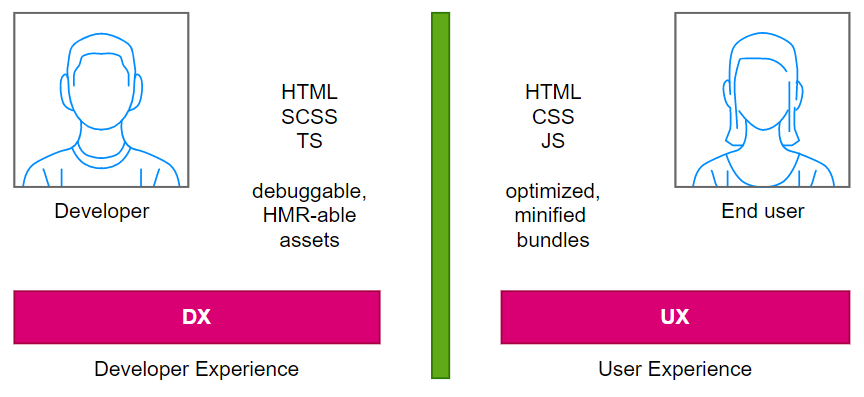 HTML
SCSS
TS
debuggable,
HMR-able
assets
Developer
DX
Developer Experience
HTML
CSS
JS
optimized,
minified
bundles
End user
UX
User Experience